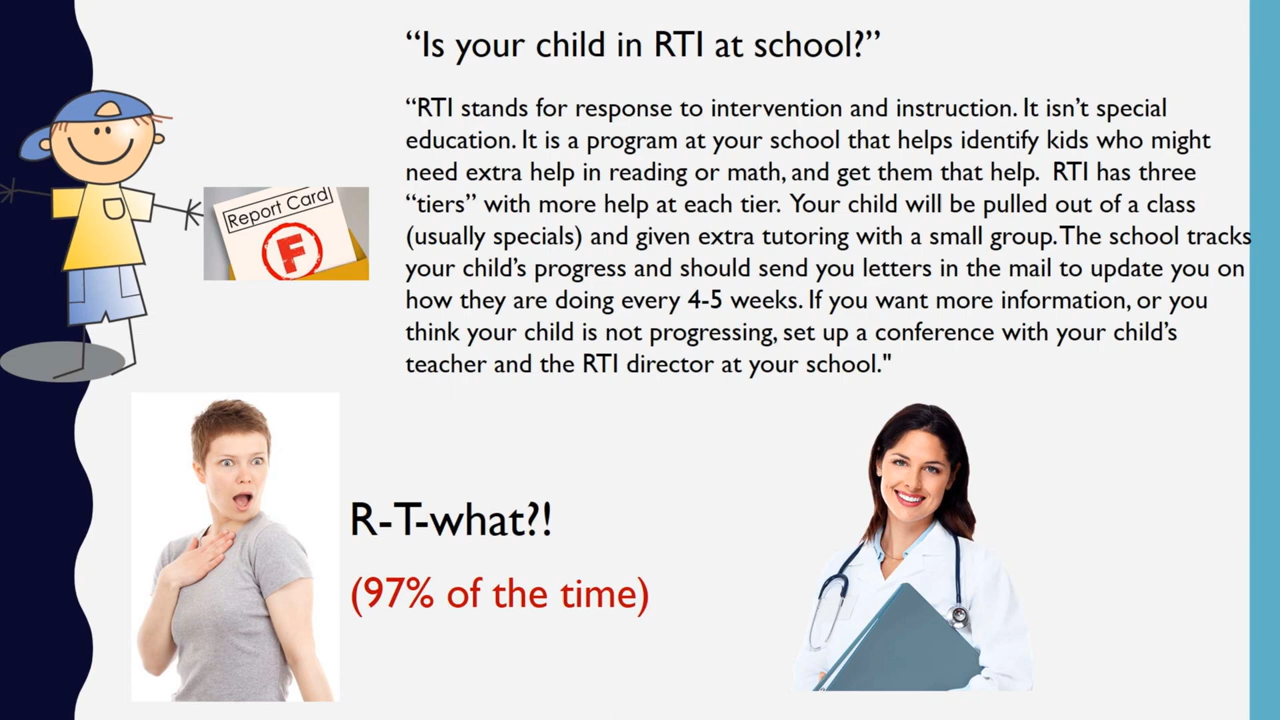 “Is your child in RTI at school?”
“RTI stands for response to intervention and instruction. It isn’t special
education. It is a program at your school that helps identify kids who might
need extra help in reading or math, and get them that help.  RTI has three
“tiers” with more help at each tier.  Your child will be pulled out of a class
(usually specials) and given extra tutoring with a small group. The school tracks
your child’s progress and should send you letters in the mail to update you on
how they are doing every 4-5 weeks. If you want more information, or you
think your child is not progressing, set up a conference with your child’s
teacher and the RTI director at your school."
Report Card
F
R-T-what?!
(97% of the time)